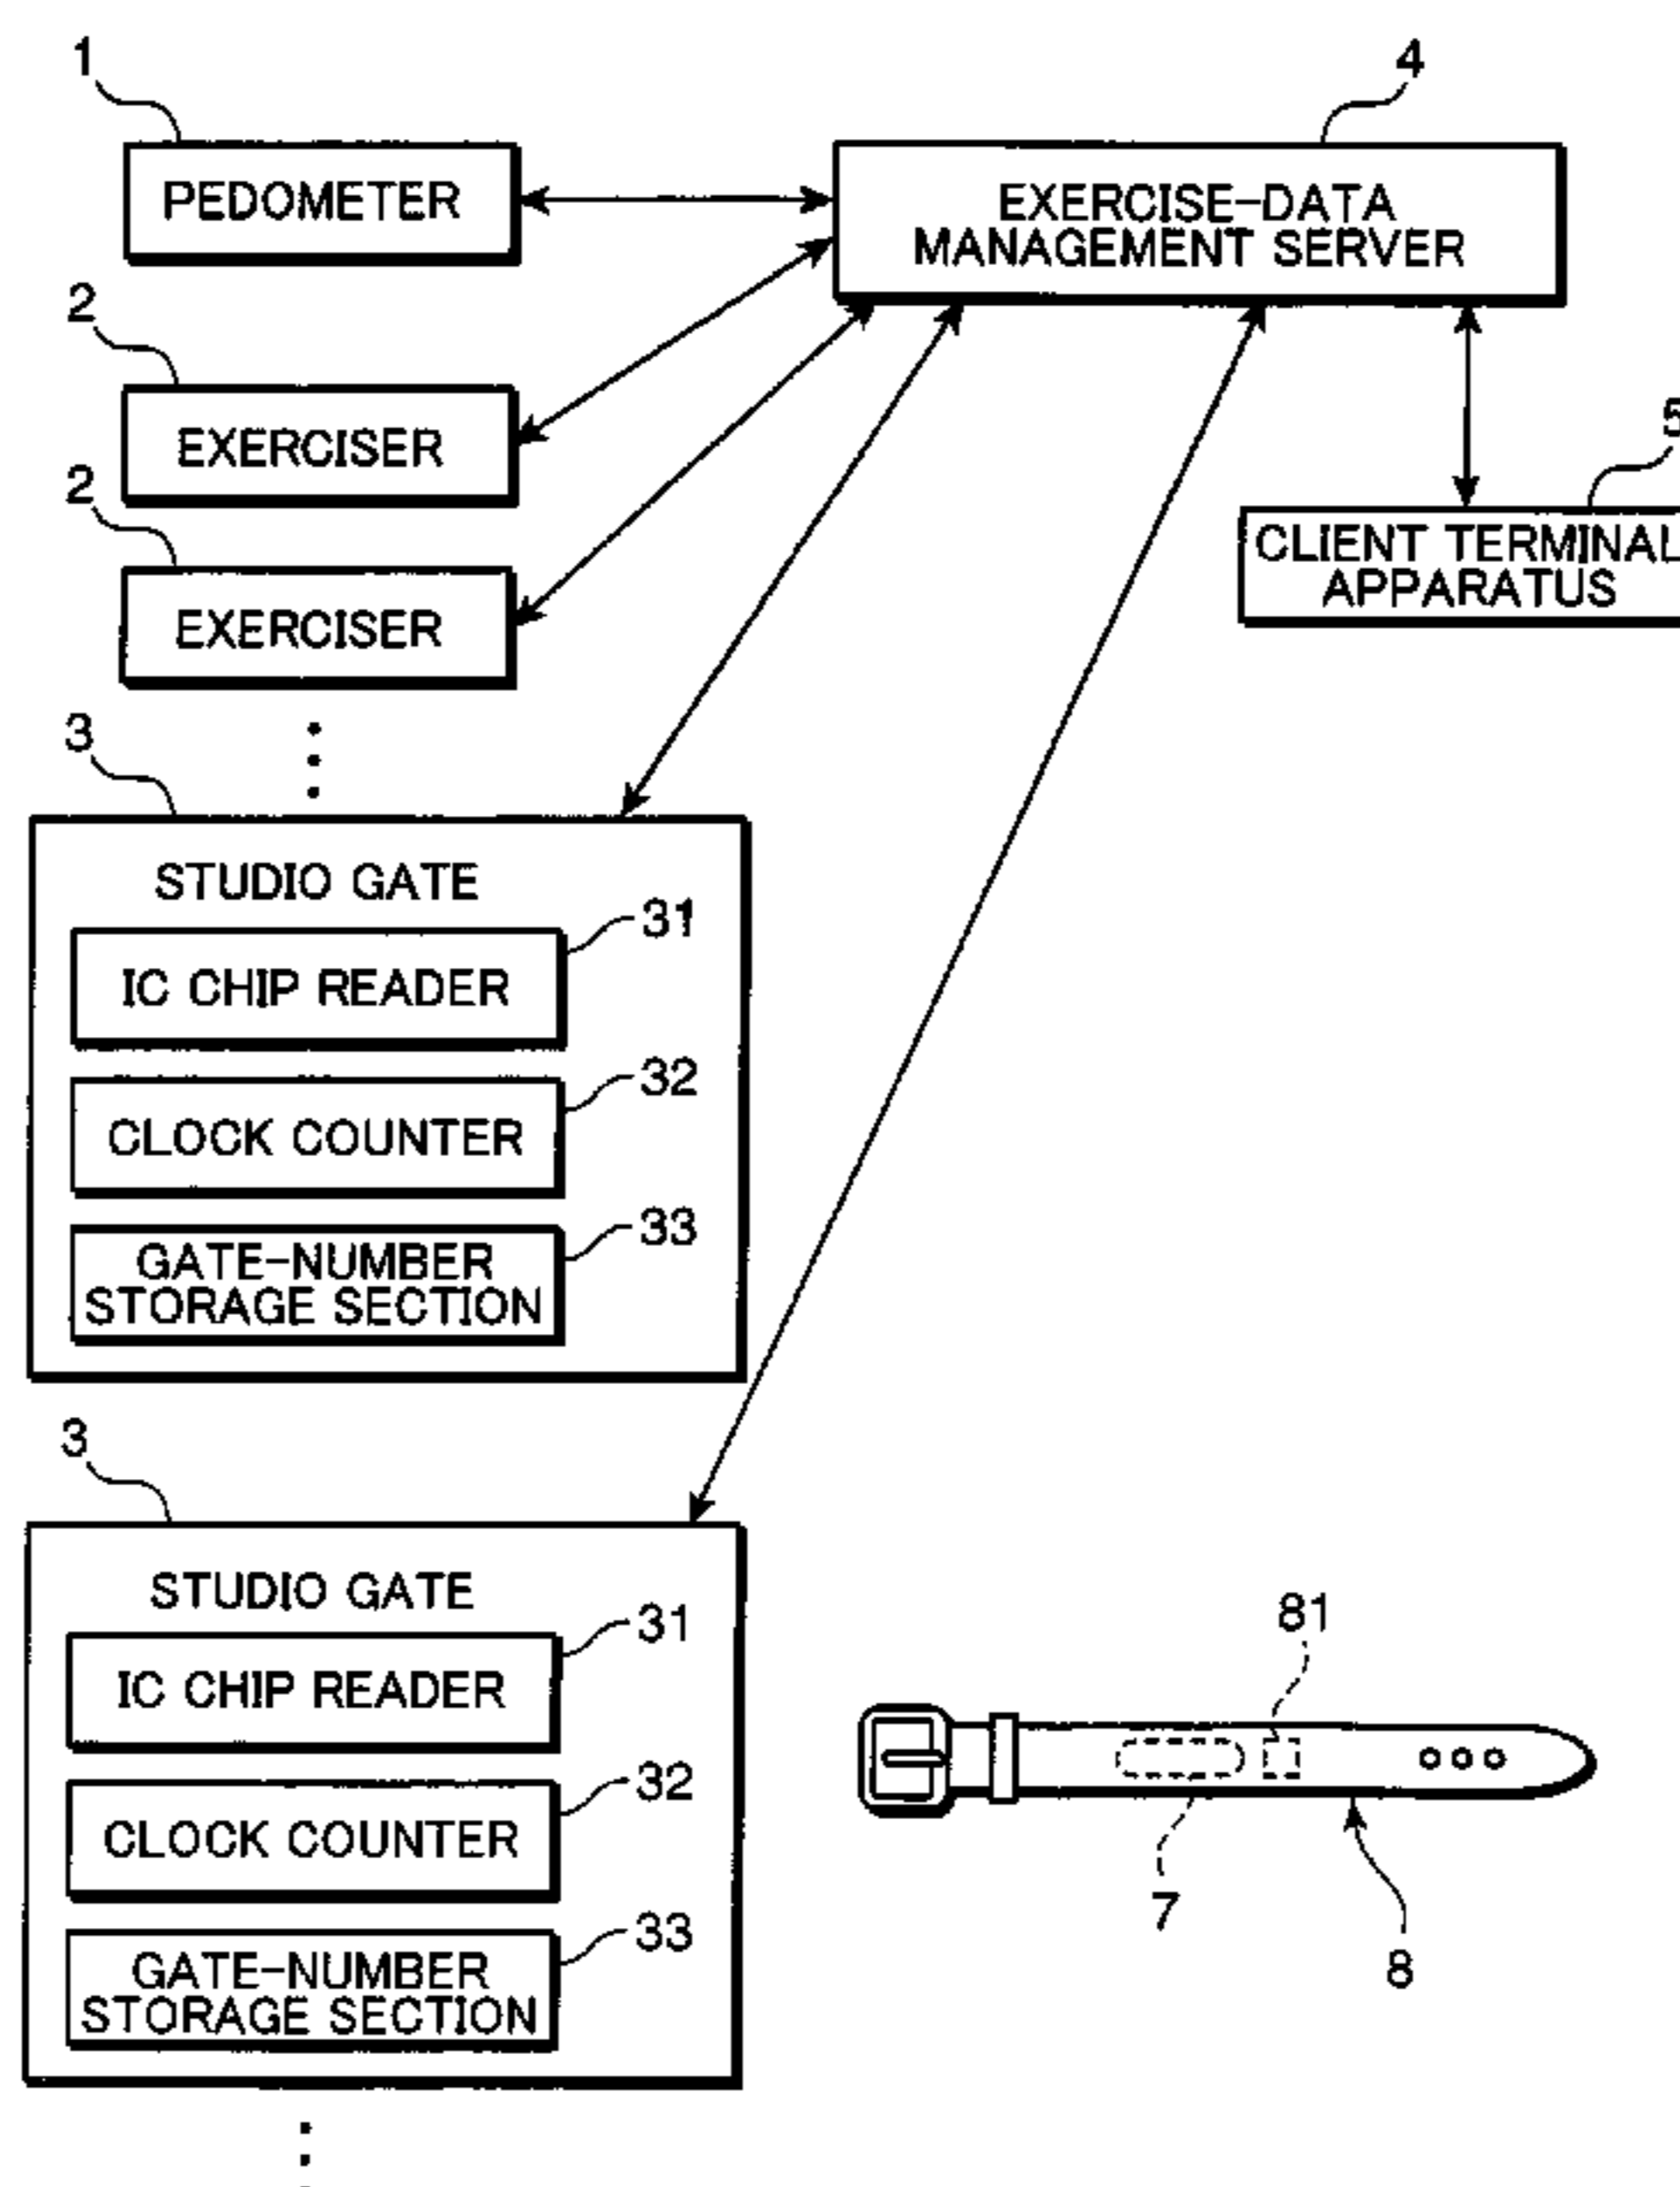 1
4
PEDOMETER
EXERCISE-DATA
MANAGEMENT SERVER
2
EXERCISER
5
2
EXERCISER
CLIENT TERMINAL
APPARATUS
3
STUDIO GATE
31
IC CHIP READER
32
CLOCK COUNTER
33
GATE-NUMBER
STORAGE SECTION
3
STUDIO GATE
31
IC CHIP READER
32
CLOCK COUNTER
33
GATE-NUMBER
STORAGE SECTION
81
7
8